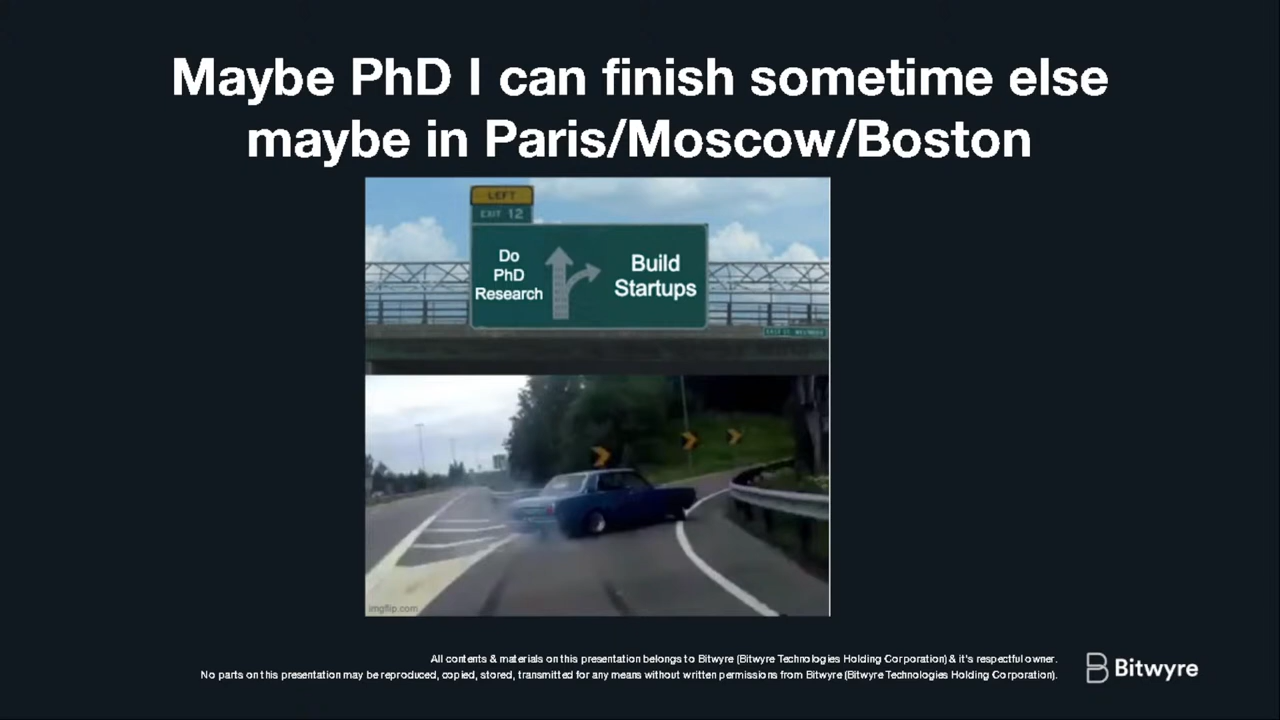 Maybe PhD I can finish sometime else
maybe in Paris/Moscow/Boston
LEFT
EXIT 12
Do
PhD
Research
Build
Startups
imgflip.com
All contents & materials on this presentation belongs to Bitwyre (Bitwyre Technologies Holding Corporation) & it's respectful owner.
No parts on this presentation may be reproduced, copied, stored, transmitted for any means without written permissions from Bitwyre (Bitwyre Technologies Holding Corporation).
Bitwyre